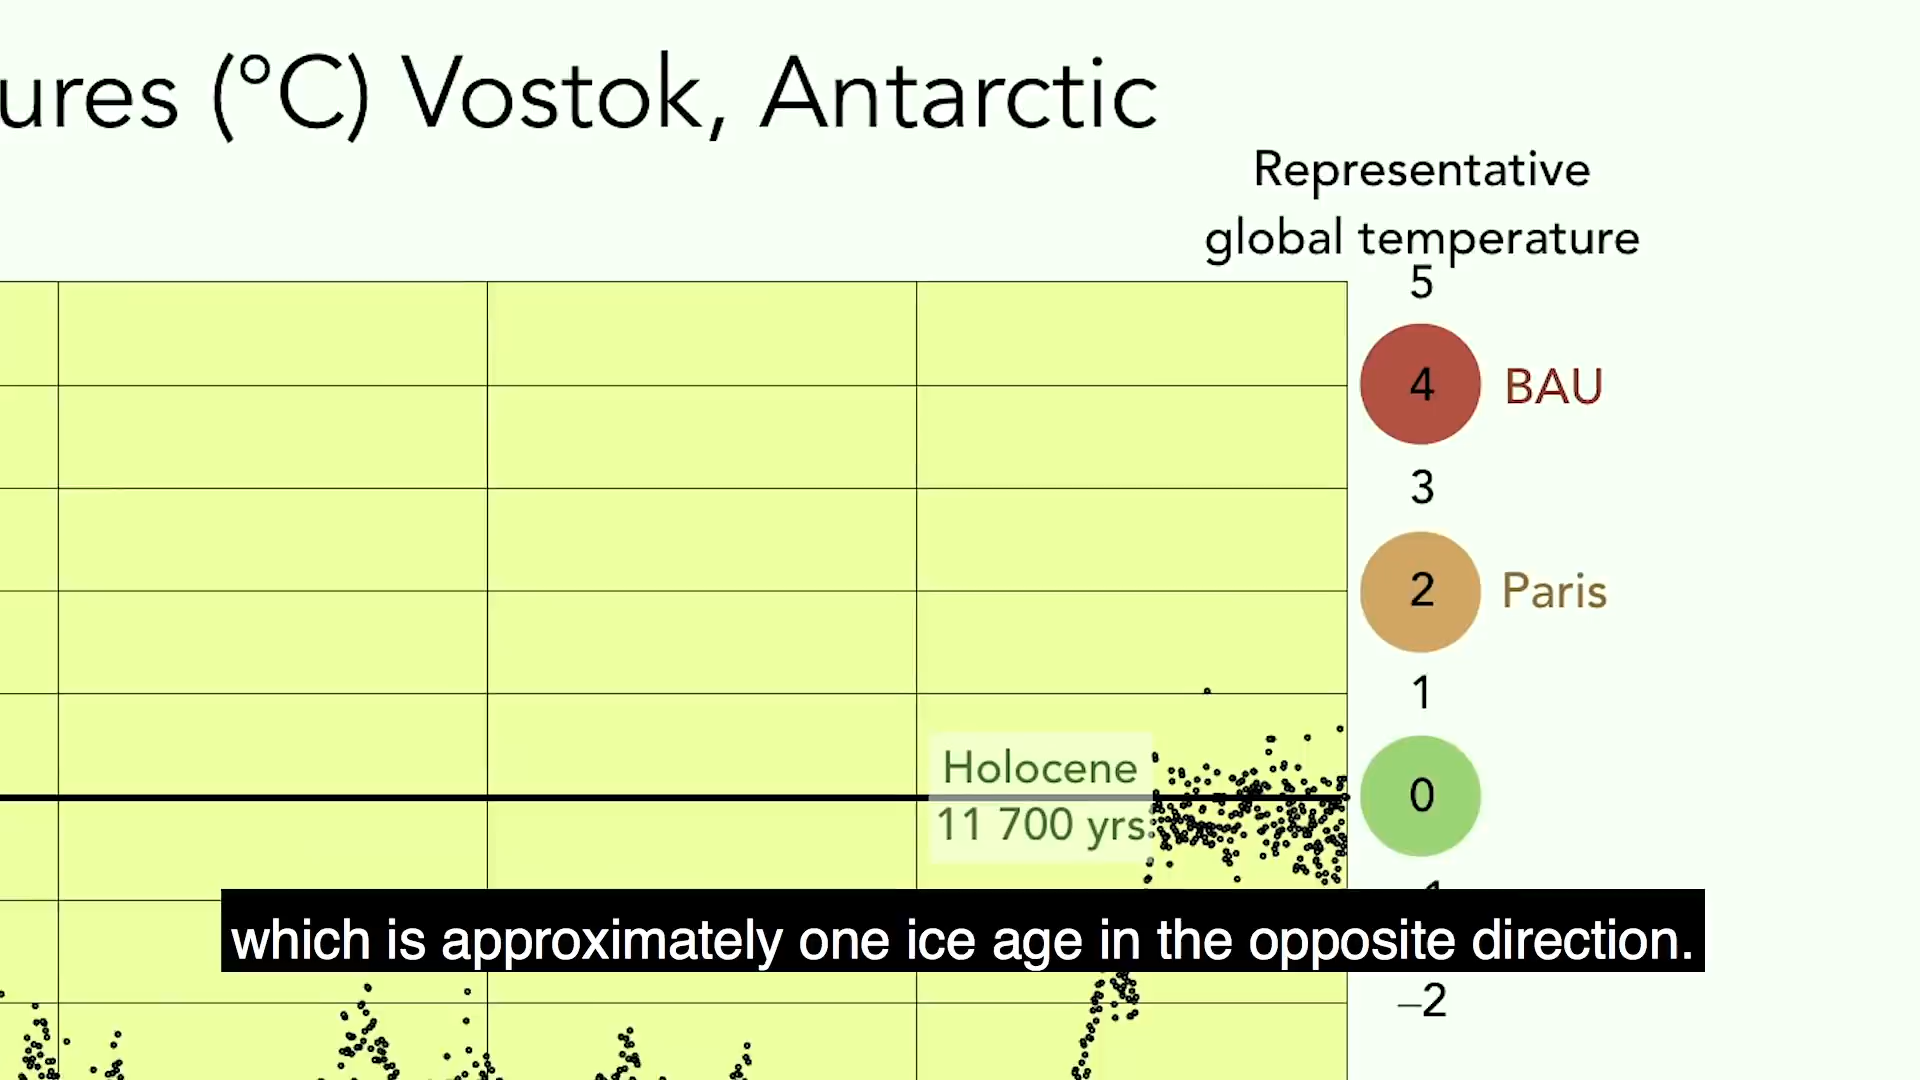 ures (°C) Vostok, Antarctic
Representative
global temperature
5
4 BAU
3
2 Paris
1
Holocene
0
11 700 yrs
which is approximately one ice age in the opposite direction.
–2